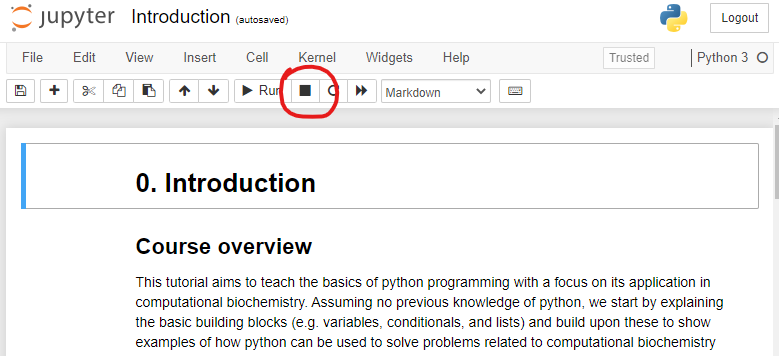 jupyter Introduction (autosaved) Logout
File Edit View Insert Cell Kernel Widgets Help Trusted Python 3
Run Markdown
0. Introduction
Course overview
This tutorial aims to teach the basics of python programming with a focus on its application in
computational biochemistry. Assuming no previous knowledge of python, we start by explaining
the basic building blocks (e.g. variables, conditionals, and lists) and build upon these to show
examples of how python can be used to solve problems related to computational biochemistry